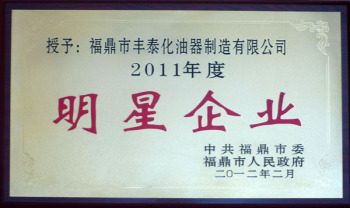 授予：福鼎市丰泰化油器制造有限公司
2011年度
明星企业
中共福鼎市委
福鼎市人民政府
二〇一二年二月